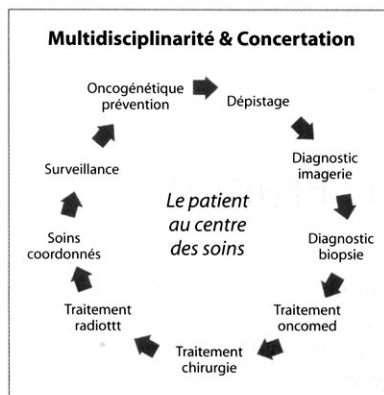 Multidisciplinarité & Concertation
Oncogénétique
prévention
Dépistage
Diagnostic
imagerie
Diagnostic
biopsie
Traitement
oncomed
Traitement
chirurgie
Traitement
radiottt
Soins
coordonnés
Surveillance
Le patient
au centre
des soins